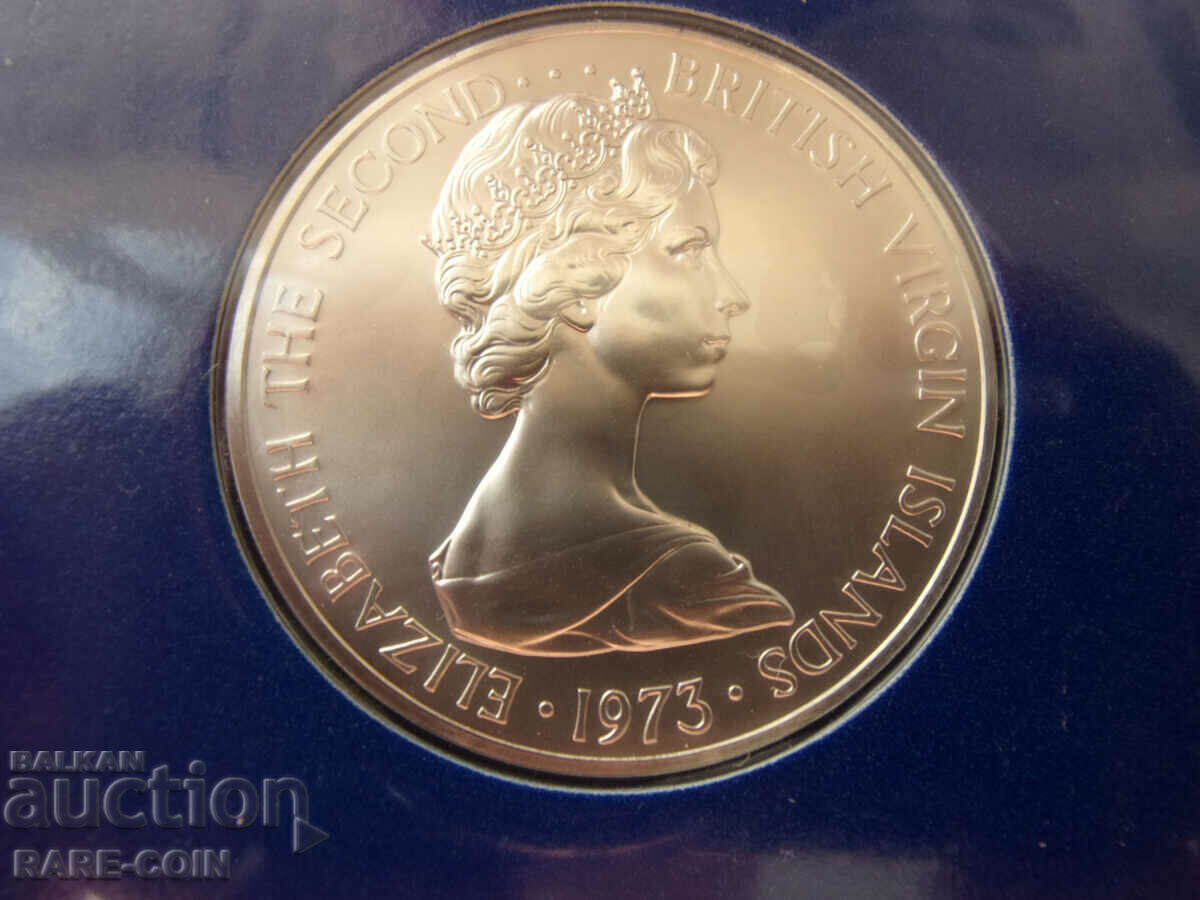 ELIZABETH THE SECOND · · · · BRITISH VIRGIN ISLANDS · 1973 ·
BALKAN
auction
RARE-COIN